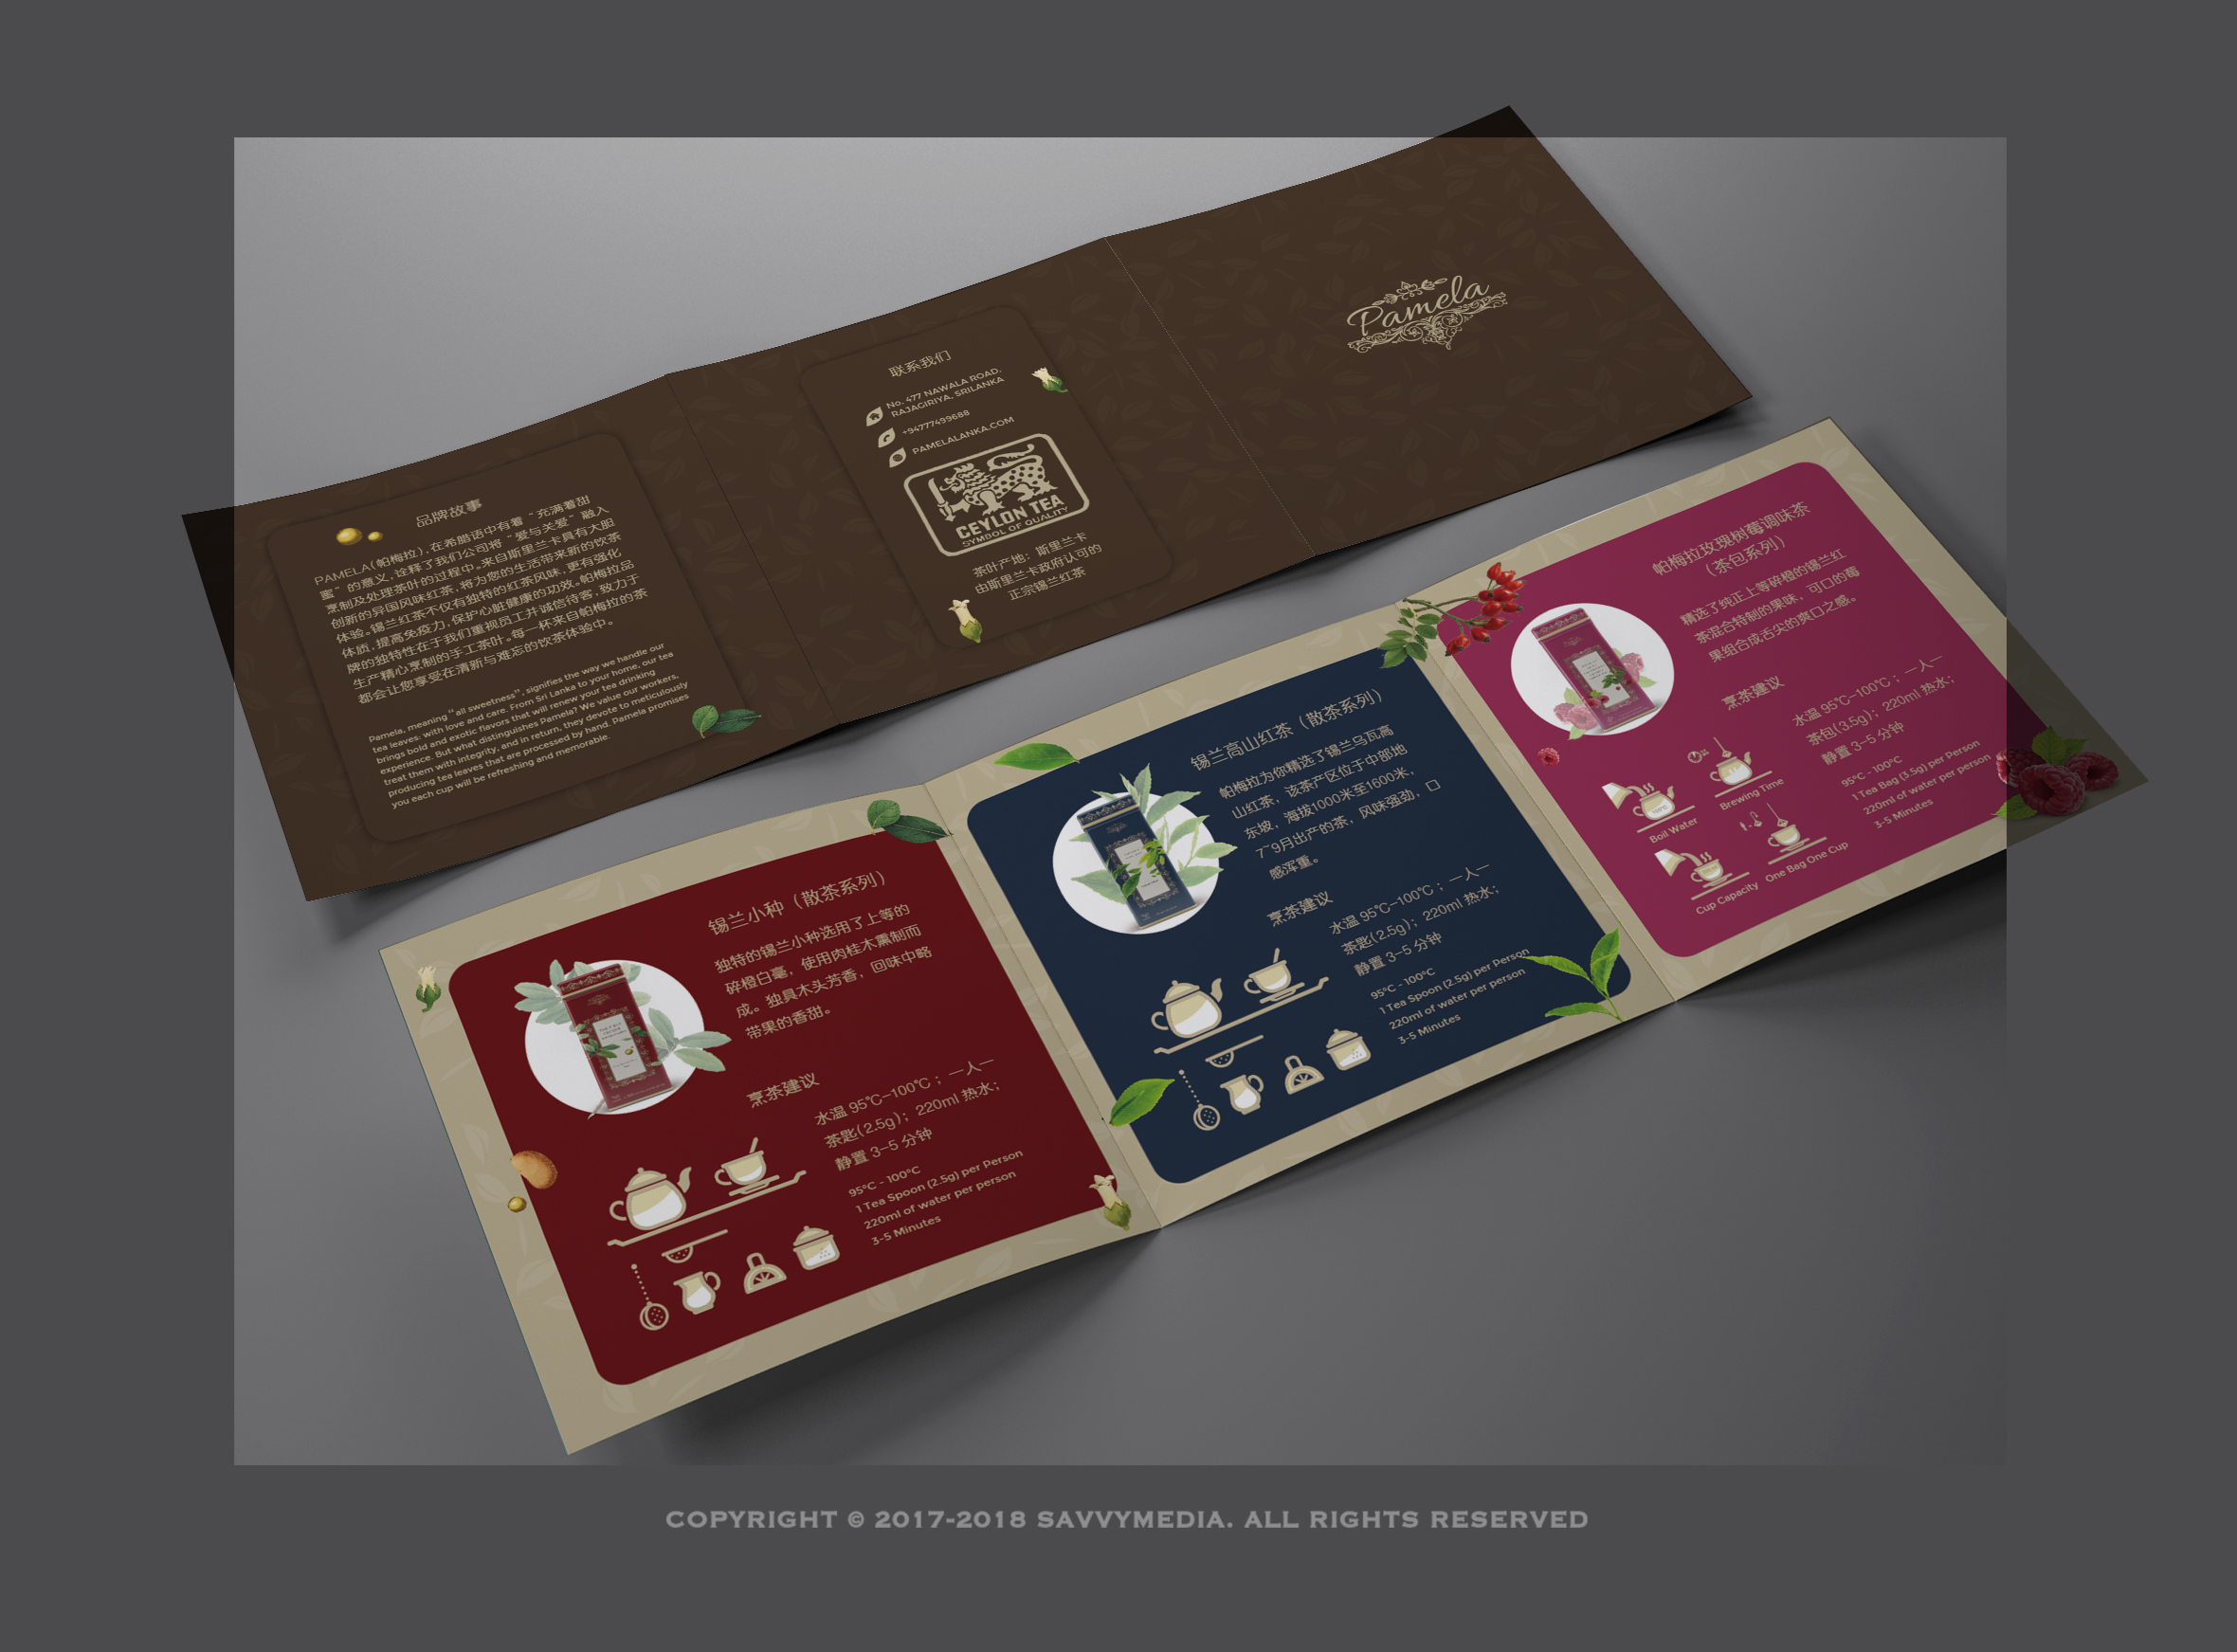 Pamela
联系我们
No. 477 NAWALA ROAD,
RAJAGIRIYA, SRILANKA
+94777499688
PAMELALANKA.COM
CEYLON TEA
SYMBOL OF QUALITY
茶叶产地：斯里兰卡
由斯里兰卡政府认可的
正宗锡兰红茶
品牌故事
PAMELA（帕梅拉），在希腊语中有着“充满着甜
蜜”的意义，诠释了我们公司将“爱与关爱”融入
烹制及处理茶叶的过程中。来自斯里兰卡具有大胆
创新的异国风味红茶，将为您的生活带来新的饮茶
体验。锡兰红茶不仅有独特的红茶风味，更有强化
体质，提高免疫力，保护心脏健康的功效。帕梅拉品
牌的独特性在于我们重视员工并诚信待客，致力于
生产精心烹制的手工茶叶。每一杯来自帕梅拉的茶
都会让您享受在清新与难忘的饮茶体验中。
Pamela, meaning "all sweetness", signifies the way we handle our
tea leaves: with love and care. From Sri Lanka to your home, our tea
brings bold and exotic flavors that will renew your tea drinking
experience. But what distinguishes Pamela? We value our workers,
treat them with integrity, and in return, they devote to meticulously
producing tea leaves that are processed by hand. Pamela promises
you each cup will be refreshing and memorable.
锡兰小种（散茶系列）
独特的锡兰小种选用了上等的
碎橙白毫，使用肉桂木熏制而
成。独具木头芳香，回味中略
带果的香甜。
烹茶建议
水温 95°C-100°C ；一人一
茶匙(2.5g)；220ml 热水；
静置 3-5 分钟
95°C - 100°C
1 Tea Spoon (2.5g) per Person
220ml of water per person
3-5 Minutes
锡兰高山红茶（散茶系列）
帕梅拉为你精选了锡兰乌瓦高
山红茶，该茶产区位于中部地
东坡，海拔1000米至1600米，
7~9月出产的茶，风味强劲，口
感浑重。
烹茶建议
水温 95°C-100°C ；一人一
茶匙(2.5g)；220ml 热水；
静置 3-5 分钟
95°C - 100°C
1 Tea Spoon (2.5g) per Person
220ml of water per person
3-5 Minutes
帕梅拉玫瑰树莓调味茶
（茶包系列）
精选了纯正上等碎橙的锡兰红
茶混合特制的果味，可口的莓
果组合成舌尖的爽口之感。
烹茶建议
水温 95°C-100°C ；一人一
茶包(3.5g)；220ml 热水；
静置 3-5 分钟
95°C - 100°C
1 Tea Bag (3.5g) per Person
220ml of water per person
3-5 Minutes
Boil Water
Brewing Time
Cup Capacity
One Bag One Cup
COPYRIGHT © 2017-2018 SAVVYMEDIA. ALL RIGHTS RESERVED